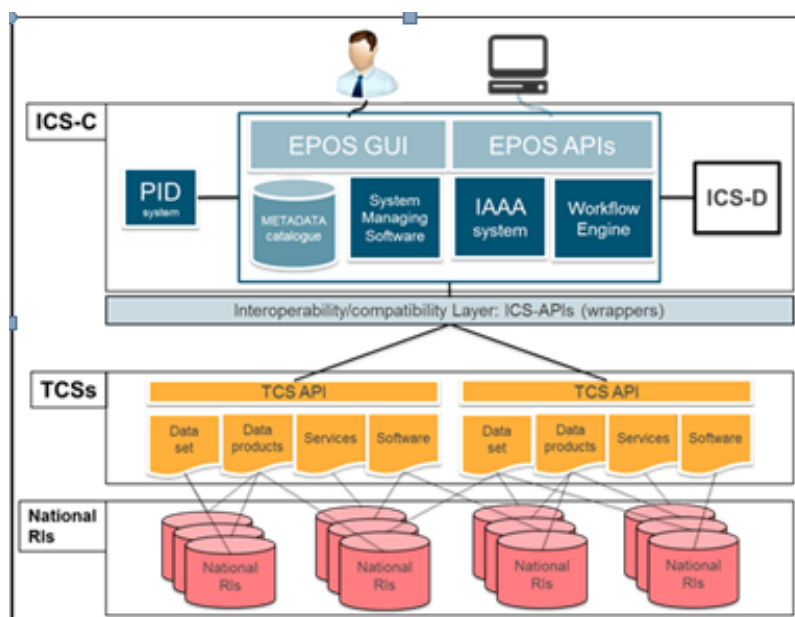 ICS-C
EPOS GUI
EPOS APIs
PID
system
METADATA
catalogue
System
Managing
Software
IAAA
system
Workflow
Engine
ICS-D
Interoperability/compatibility Layer: ICS-APIs (wrappers)
TCSs
TCS API
TCS API
Data
set
Data
products
Services
Software
Data
set
Data
products
Services
Software
National
RIs
National
RIs
National
RIs
National
RIs
National
RIs